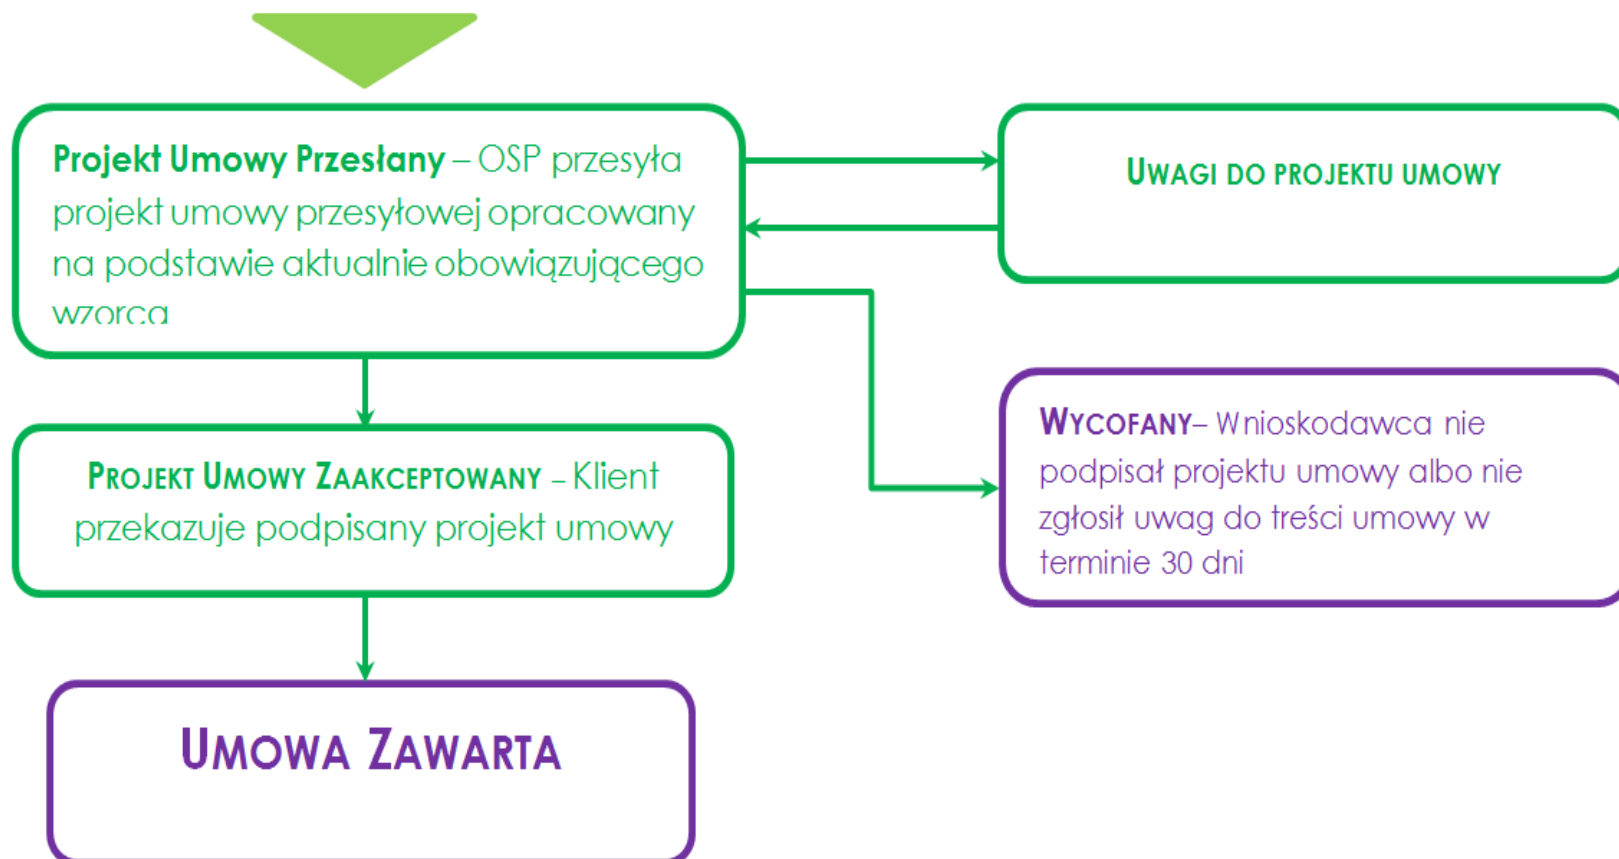 Projekt Umowy Przesłany – OSP przesyła
projekt umowy przesyłowej opracowany
na podstawie aktualnie obowiązującego
wzorca
UWAGI DO PROJEKTU UMOWY
WYCOFANY– Wnioskodawca nie
podpisał projektu umowy albo nie
zgłosił uwag do treści umowy w
terminie 30 dni
PROJEKT UMOWY ZAAKCEPTOWANY – Klient
przekazuje podpisany projekt umowy
UMOWA ZAWARTA